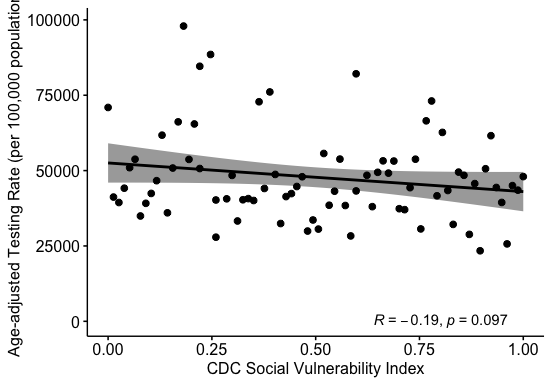 Age-adjusted Testing Rate (per 100,000 population
100000
75000
50000
25000
0
R = −0.19, p = 0.097
0.00 0.25 0.50 0.75 1.00
CDC Social Vulnerability Index